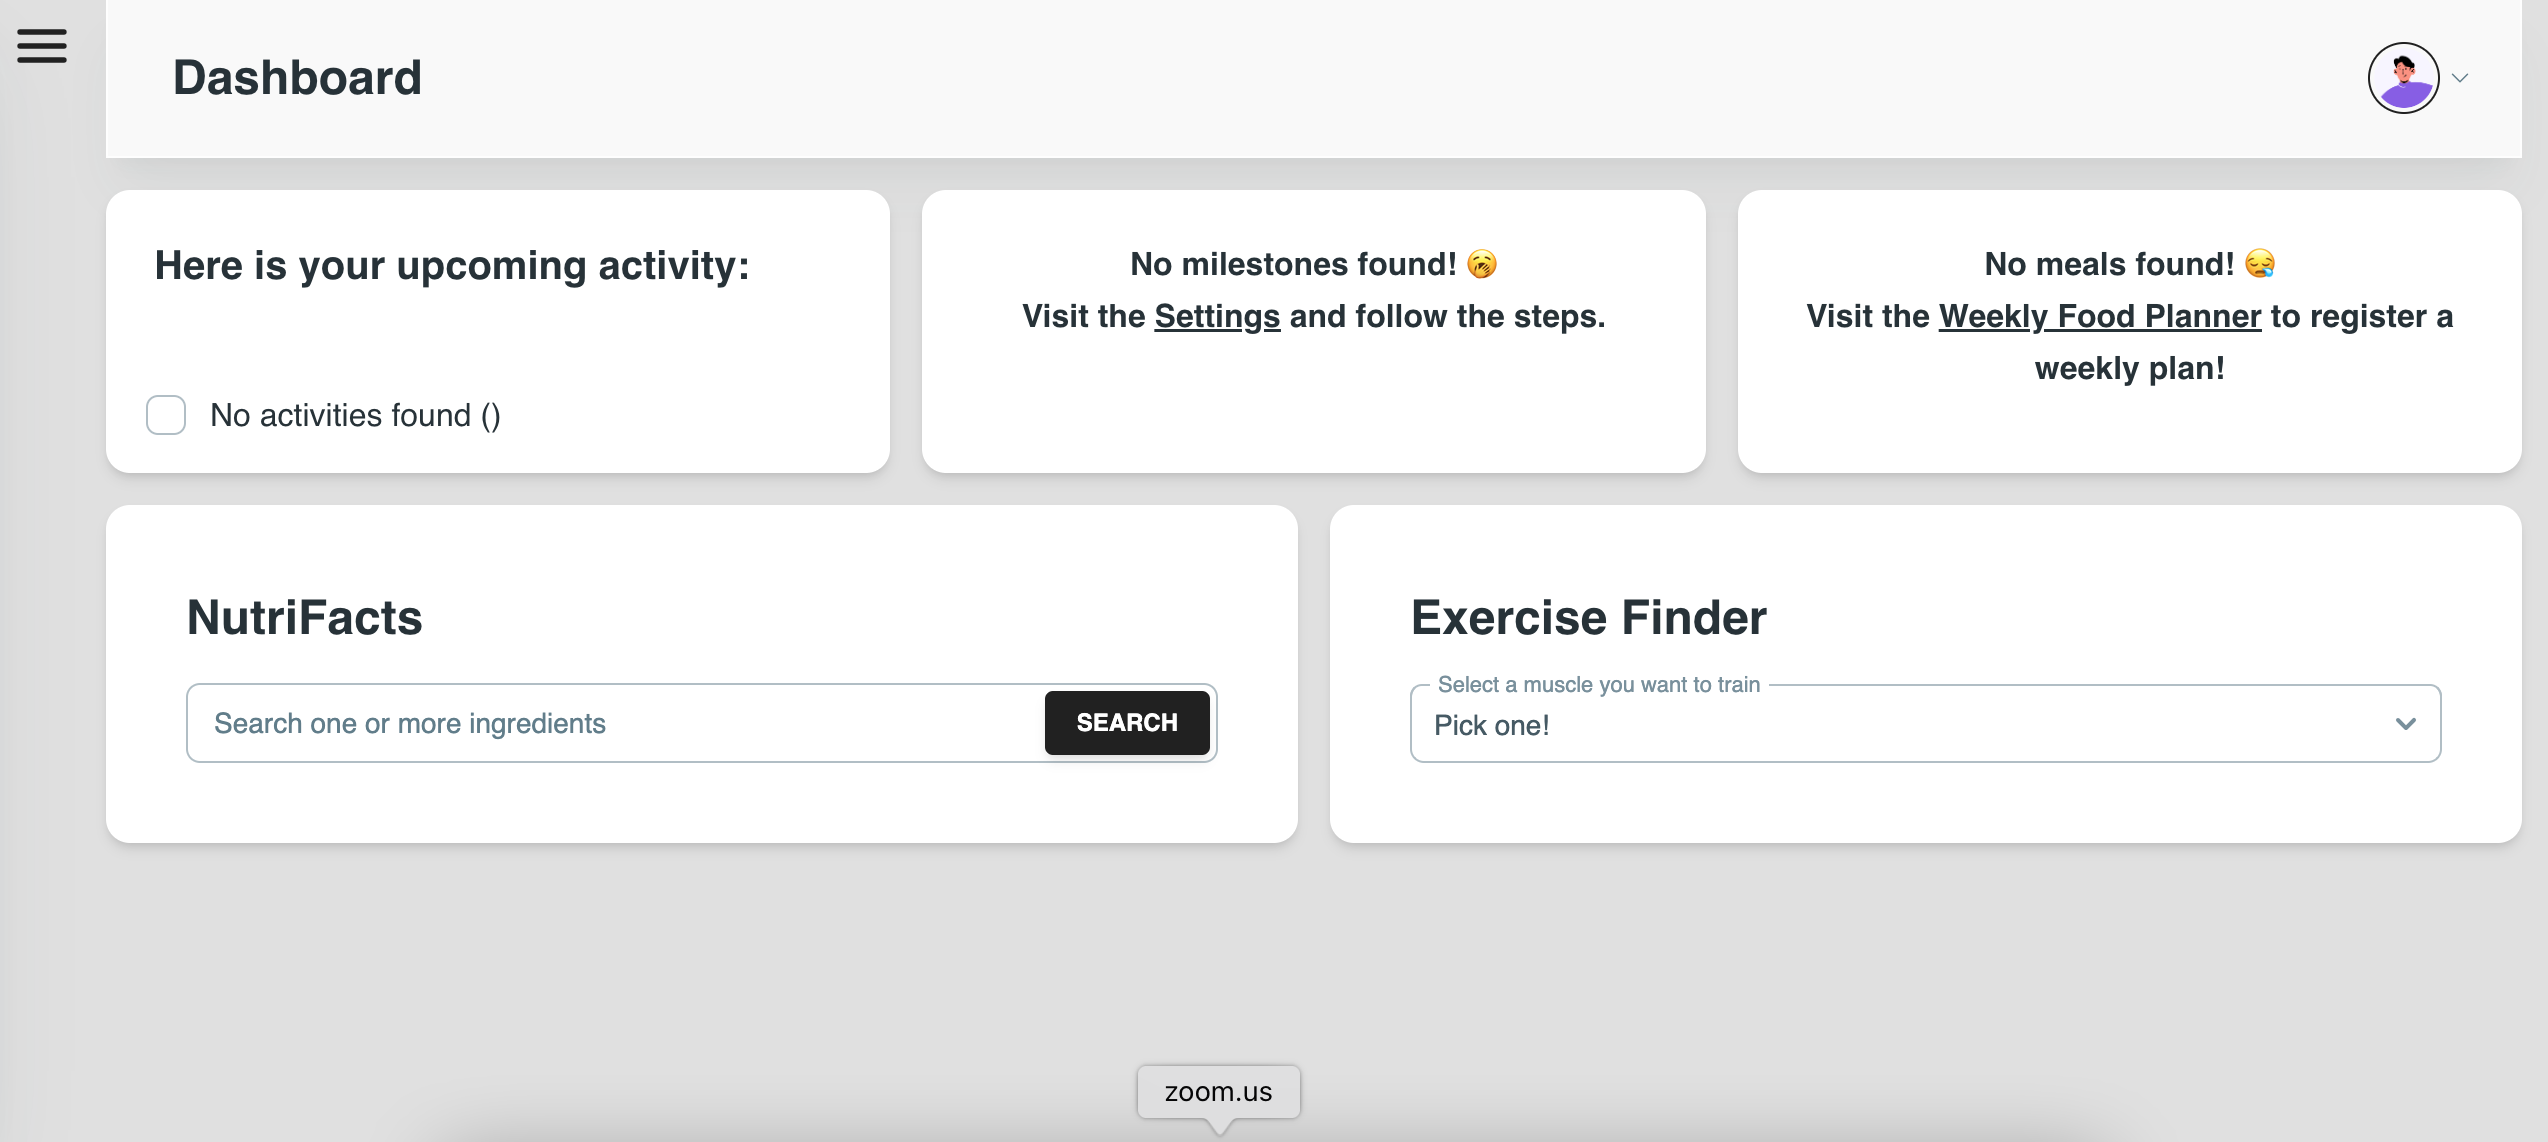 Dashboard
Here is your upcoming activity:
No activities found ()
No milestones found! 🥱
Visit the Settings and follow the steps.
No meals found! 😪
Visit the Weekly Food Planner to register a
weekly plan!
NutriFacts
Search one or more ingredients
SEARCH
Exercise Finder
Select a muscle you want to train
Pick one!
zoom.us